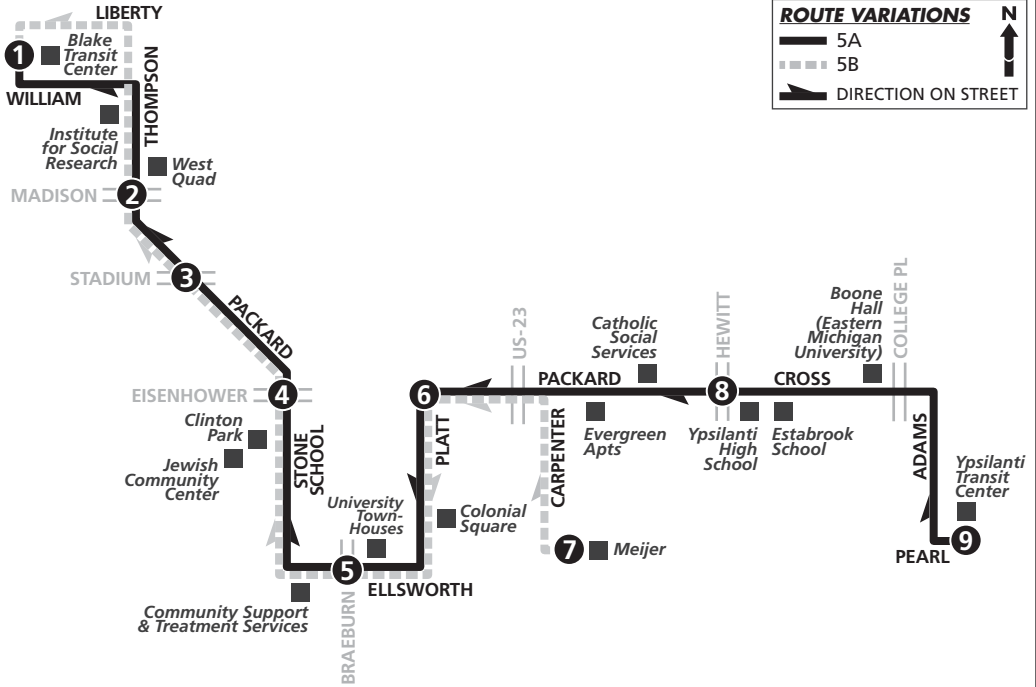 LIBERTY
1
Blake
Transit
Center
WILLIAM
THOMPSON
Institute
for Social
Research
West
Quad
MADISON
2
STADIUM
3
PACKARD
EISENHOWER
4
Clinton
Park
Jewish
Community
Center
STONE
SCHOOL
University
Town-
Houses
5
ELLSWORTH
BRAEBURN
Community Support
& Treatment Services
6
PLATT
Colonial
Square
US-23
CARPENTER
7
Meijer
PACKARD
Catholic
Social
Services
Evergreen
Apts
HEWITT
8
Ypsilanti
High
School
Estabrook
School
CROSS
Boone
Hall
(Eastern
Michigan
University)
COLLEGE PL
ADAMS
Ypsilanti
Transit
Center
PEARL
9
ROUTE VARIATIONS
5A
5B
DIRECTION ON STREET
N